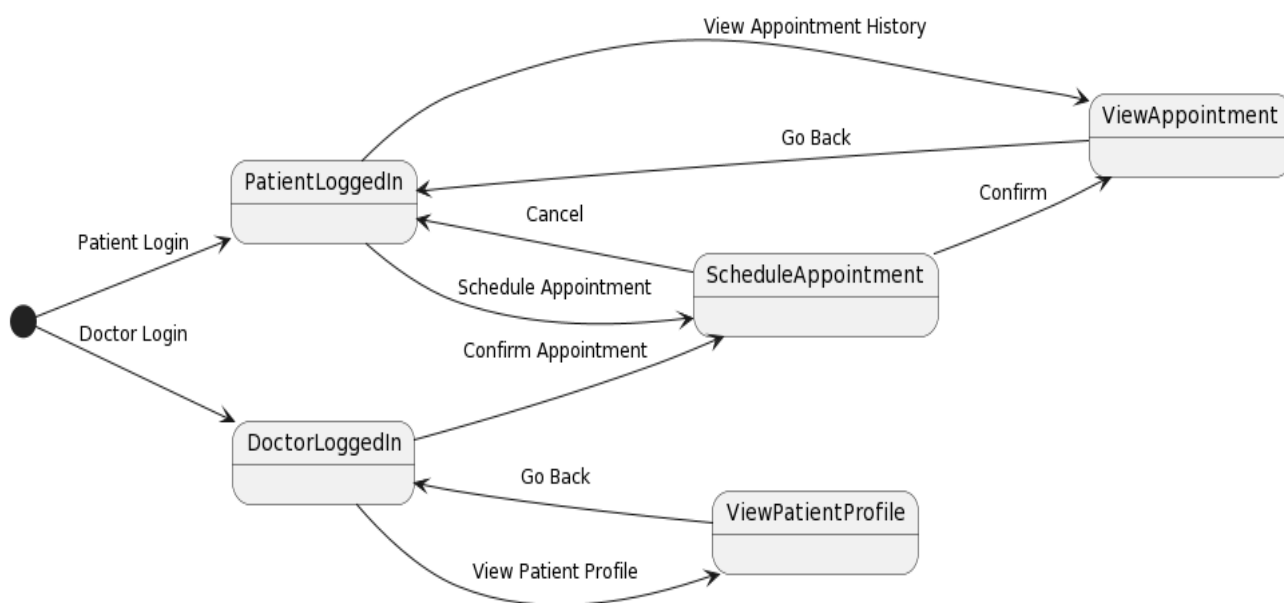 View Appointment History
ViewAppointment
Go Back
PatientLoggedIn
Confirm
Cancel
Patient Login
ScheduleAppointment
Schedule Appointment
Doctor Login
Confirm Appointment
DoctorLoggedIn
Go Back
ViewPatientProfile
View Patient Profile